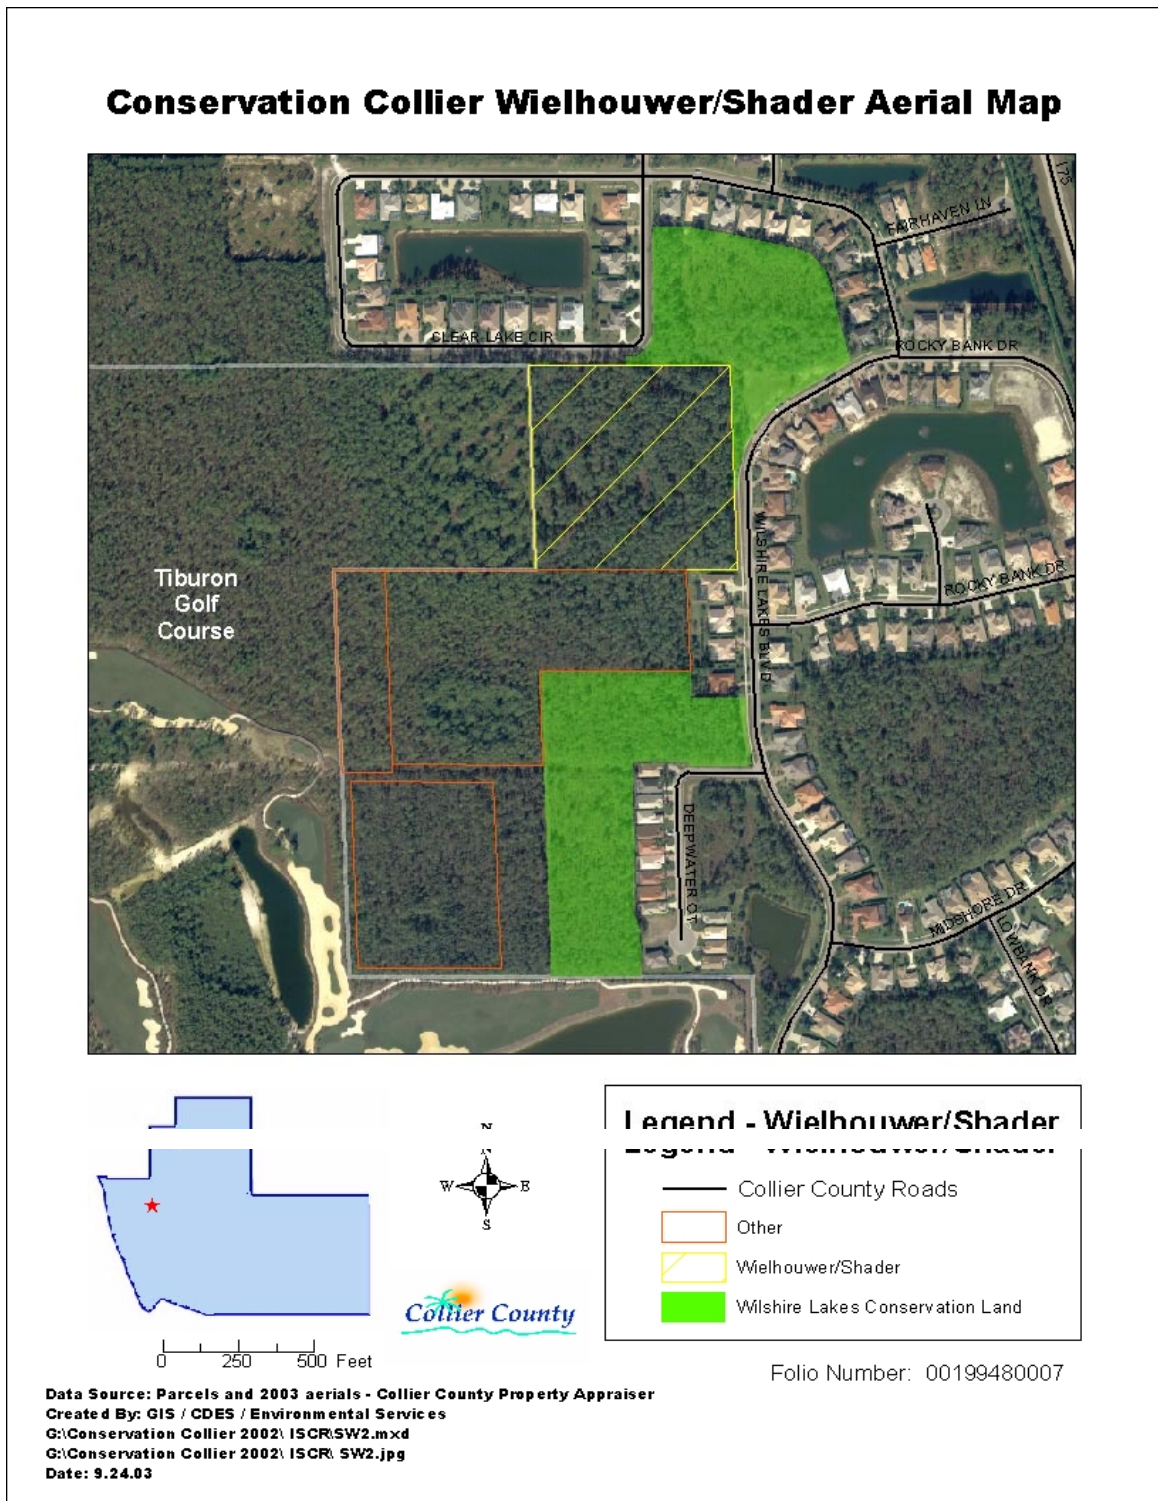 Conservation Collier Wielhouwer/Shader Aerial Map
I 75
FAIRHAVEN LN
CLEAR LAKE CIR
ROCKY BANK DR
WILSHIRE LAKES BLVD
Tiburon
Golf
Course
ROCKY BANK DR
DEEPWATER CT
MIDSHORE DR
LOWBANK DR
N
N
W
E
S
Legend - Wielhouwer/Shader
Legend - Wielhouwer/Shader
Collier County Roads
Other
Wielhouwer/Shader
Wilshire Lakes Conservation Land
Collier County
0 250 500 Feet
Folio Number: 00199480007
Data Source: Parcels and 2003 aerials - Collier County Property Appraiser
Created By: GIS / CDES / Environmental Services
G:\Conservation Collier 2002\ ISCR\SW2.mxd
G:\Conservation Collier 2002\ ISCR\ SW2.jpg
Date: 9.24.03